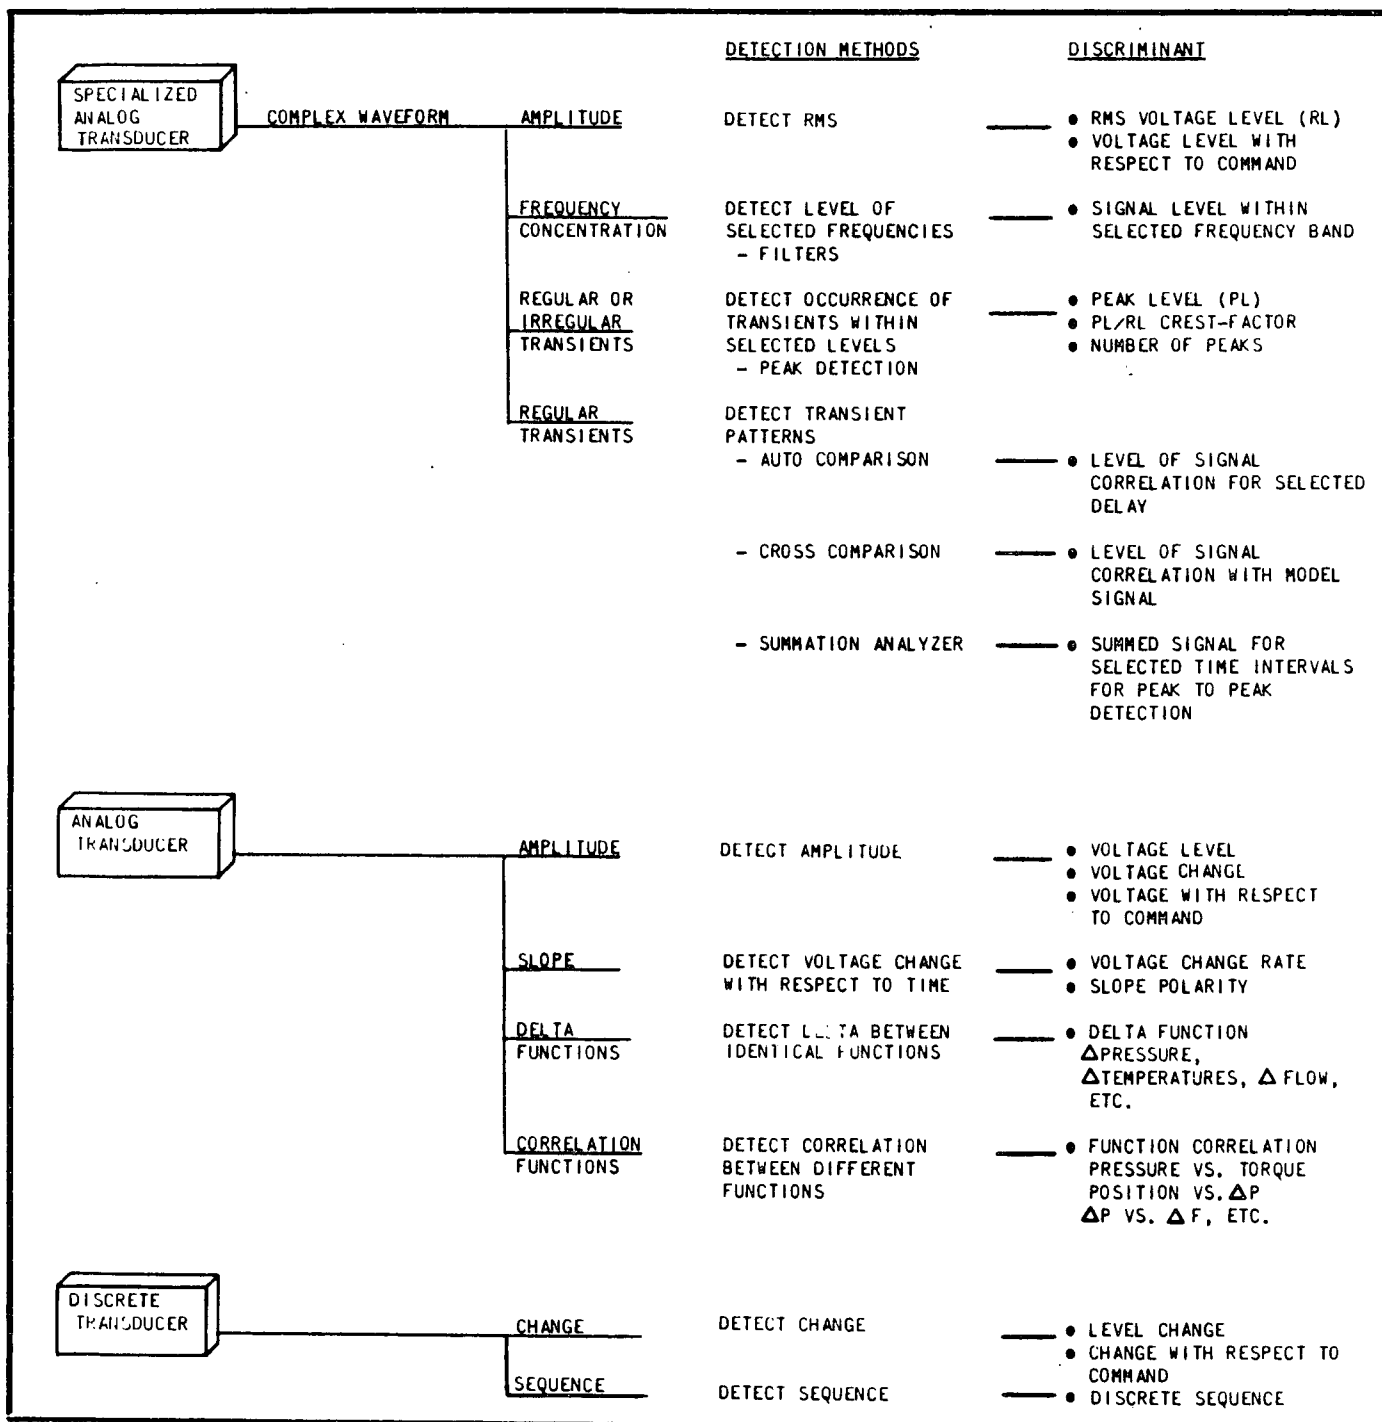 DETECTION METHODS
DISCRIMINANT
SPECIALIZED
ANALOG
TRANSDUCER
COMPLEX WAVEFORM
AMPLITUDE
DETECT RMS
• RMS VOLTAGE LEVEL (RL)
• VOLTAGE LEVEL WITH
RESPECT TO COMMAND
FREQUENCY
CONCENTRATION
DETECT LEVEL OF
SELECTED FREQUENCIES
- FILTERS
• SIGNAL LEVEL WITHIN
SELECTED FREQUENCY BAND
REGULAR OR
IRREGULAR
TRANSIENTS
DETECT OCCURRENCE OF
TRANSIENTS WITHIN
SELECTED LEVELS
- PEAK DETECTION
• PEAK LEVEL (PL)
• PL/RL CREST-FACTOR
• NUMBER OF PEAKS
REGULAR
TRANSIENTS
DETECT TRANSIENT
PATTERNS
- AUTO COMPARISON
• LEVEL OF SIGNAL
CORRELATION FOR SELECTED
DELAY
- CROSS COMPARISON
• LEVEL OF SIGNAL
CORRELATION WITH MODEL
SIGNAL
- SUMMATION ANALYZER
• SUMMED SIGNAL FOR
SELECTED TIME INTERVALS
FOR PEAK TO PEAK
DETECTION
ANALOG
TRANSDUCER
AMPLITUDE
DETECT AMPLITUDE
• VOLTAGE LEVEL
• VOLTAGE CHANGE
• VOLTAGE WITH RESPECT
TO COMMAND
SLOPE
DETECT VOLTAGE CHANGE
WITH RESPECT TO TIME
• VOLTAGE CHANGE RATE
• SLOPE POLARITY
DELTA
FUNCTIONS
DETECT DELTA BETWEEN
IDENTICAL FUNCTIONS
• DELTA FUNCTION
ΔPRESSURE,
ΔTEMPERATURES, Δ FLOW,
ETC.
CORRELATION
FUNCTIONS
DETECT CORRELATION
BETWEEN DIFFERENT
FUNCTIONS
• FUNCTION CORRELATION
PRESSURE VS. TORQUE
POSITION VS. ΔP
ΔP VS. Δ F, ETC.
DISCRETE
TRANSDUCER
CHANGE
DETECT CHANGE
• LEVEL CHANGE
• CHANGE WITH RESPECT TO
COMMAND
SEQUENCE
DETECT SEQUENCE
• DISCRETE SEQUENCE